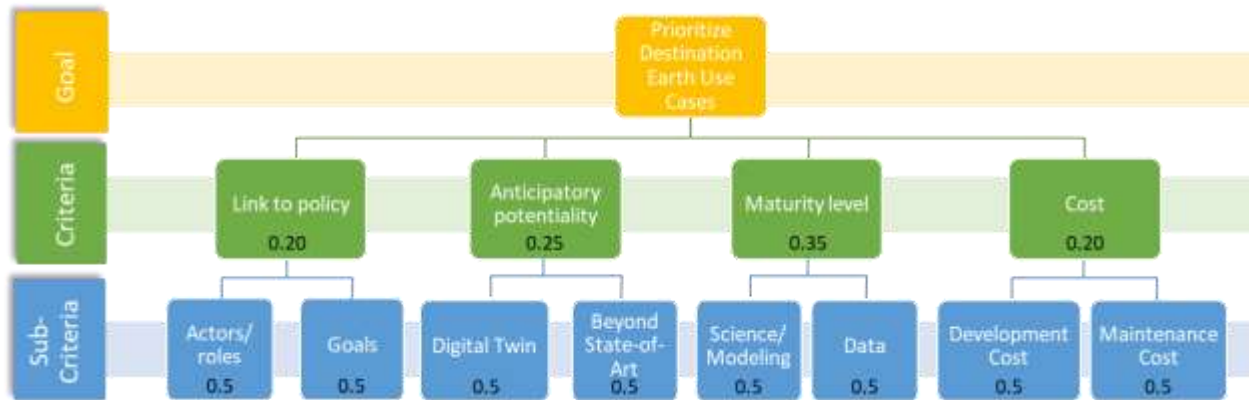 Goal
Prioritize
Destination
Earth Use
Cases
Criteria
Link to policy
0.20
Anticipatory
potentiality
0.25
Maturity level
0.35
Cost
0.20
Sub-
Criteria
Actors/
roles
0.5
Goals
0.5
Digital Twin
0.5
Beyond
State-of-
Art
0.5
Science/
Modeling
0.5
Data
0.5
Development
Cost
0.5
Maintenance
Cost
0.5